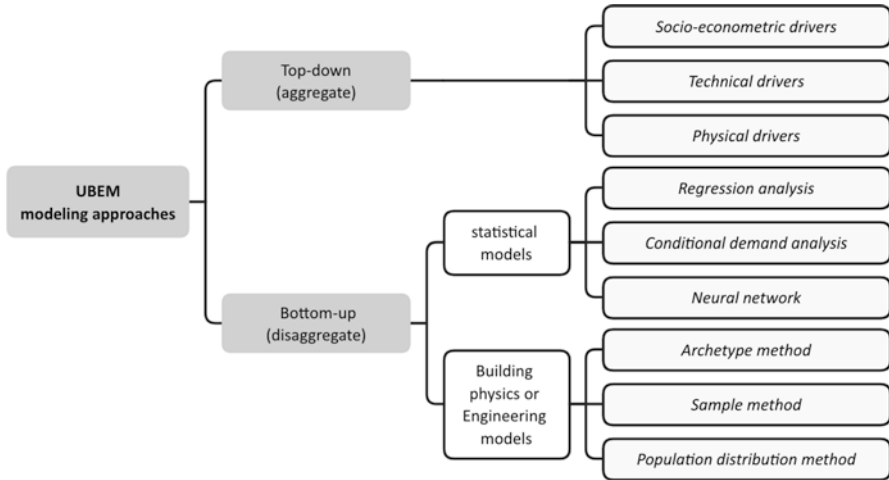 Socio-econometric drivers
Top-down
(aggregate)
Technical drivers
Physical drivers
UBEM
modeling approaches
Regression analysis
statistical
models
Conditional demand analysis
Neural network
Bottom-up
(disaggregate)
Archetype method
Building
physics or
Engineering
models
Sample method
Population distribution method